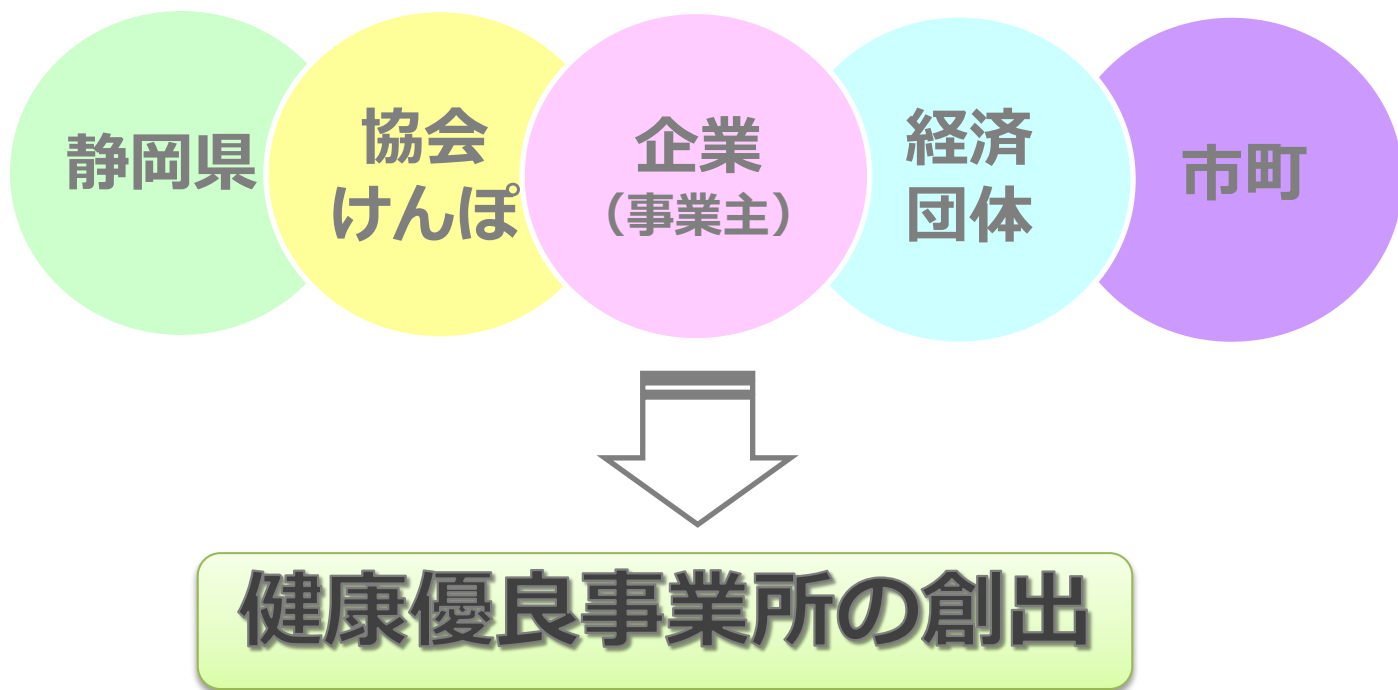 静岡県
協会
けんぽ
企業
（事業主）
経済
団体
市町
健康優良事業所の創出